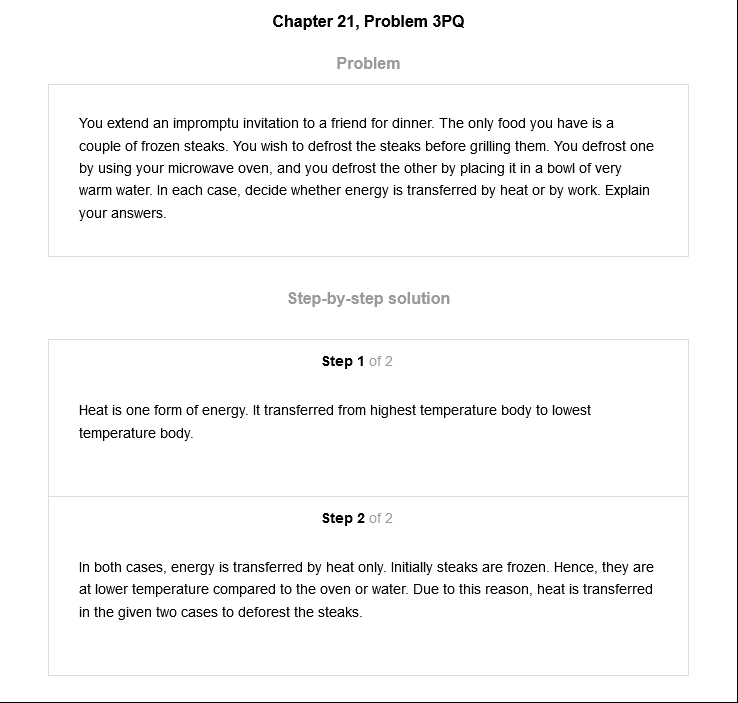 Chapter 21, Problem 3PQ
Problem
You extend an impromptu invitation to a friend for dinner. The only food you have is a
couple of frozen steaks. You wish to defrost the steaks before grilling them. You defrost one
by using your microwave oven, and you defrost the other by placing it in a bowl of very
warm water. In each case, decide whether energy is transferred by heat or by work. Explain
your answers.
Step-by-step solution
Step 1 of 2
Heat is one form of energy. It transferred from highest temperature body to lowest
temperature body.
Step 2 of 2
In both cases, energy is transferred by heat only. Initially steaks are frozen. Hence, they are
at lower temperature compared to the oven or water. Due to this reason, heat is transferred
in the given two cases to deforest the steaks.